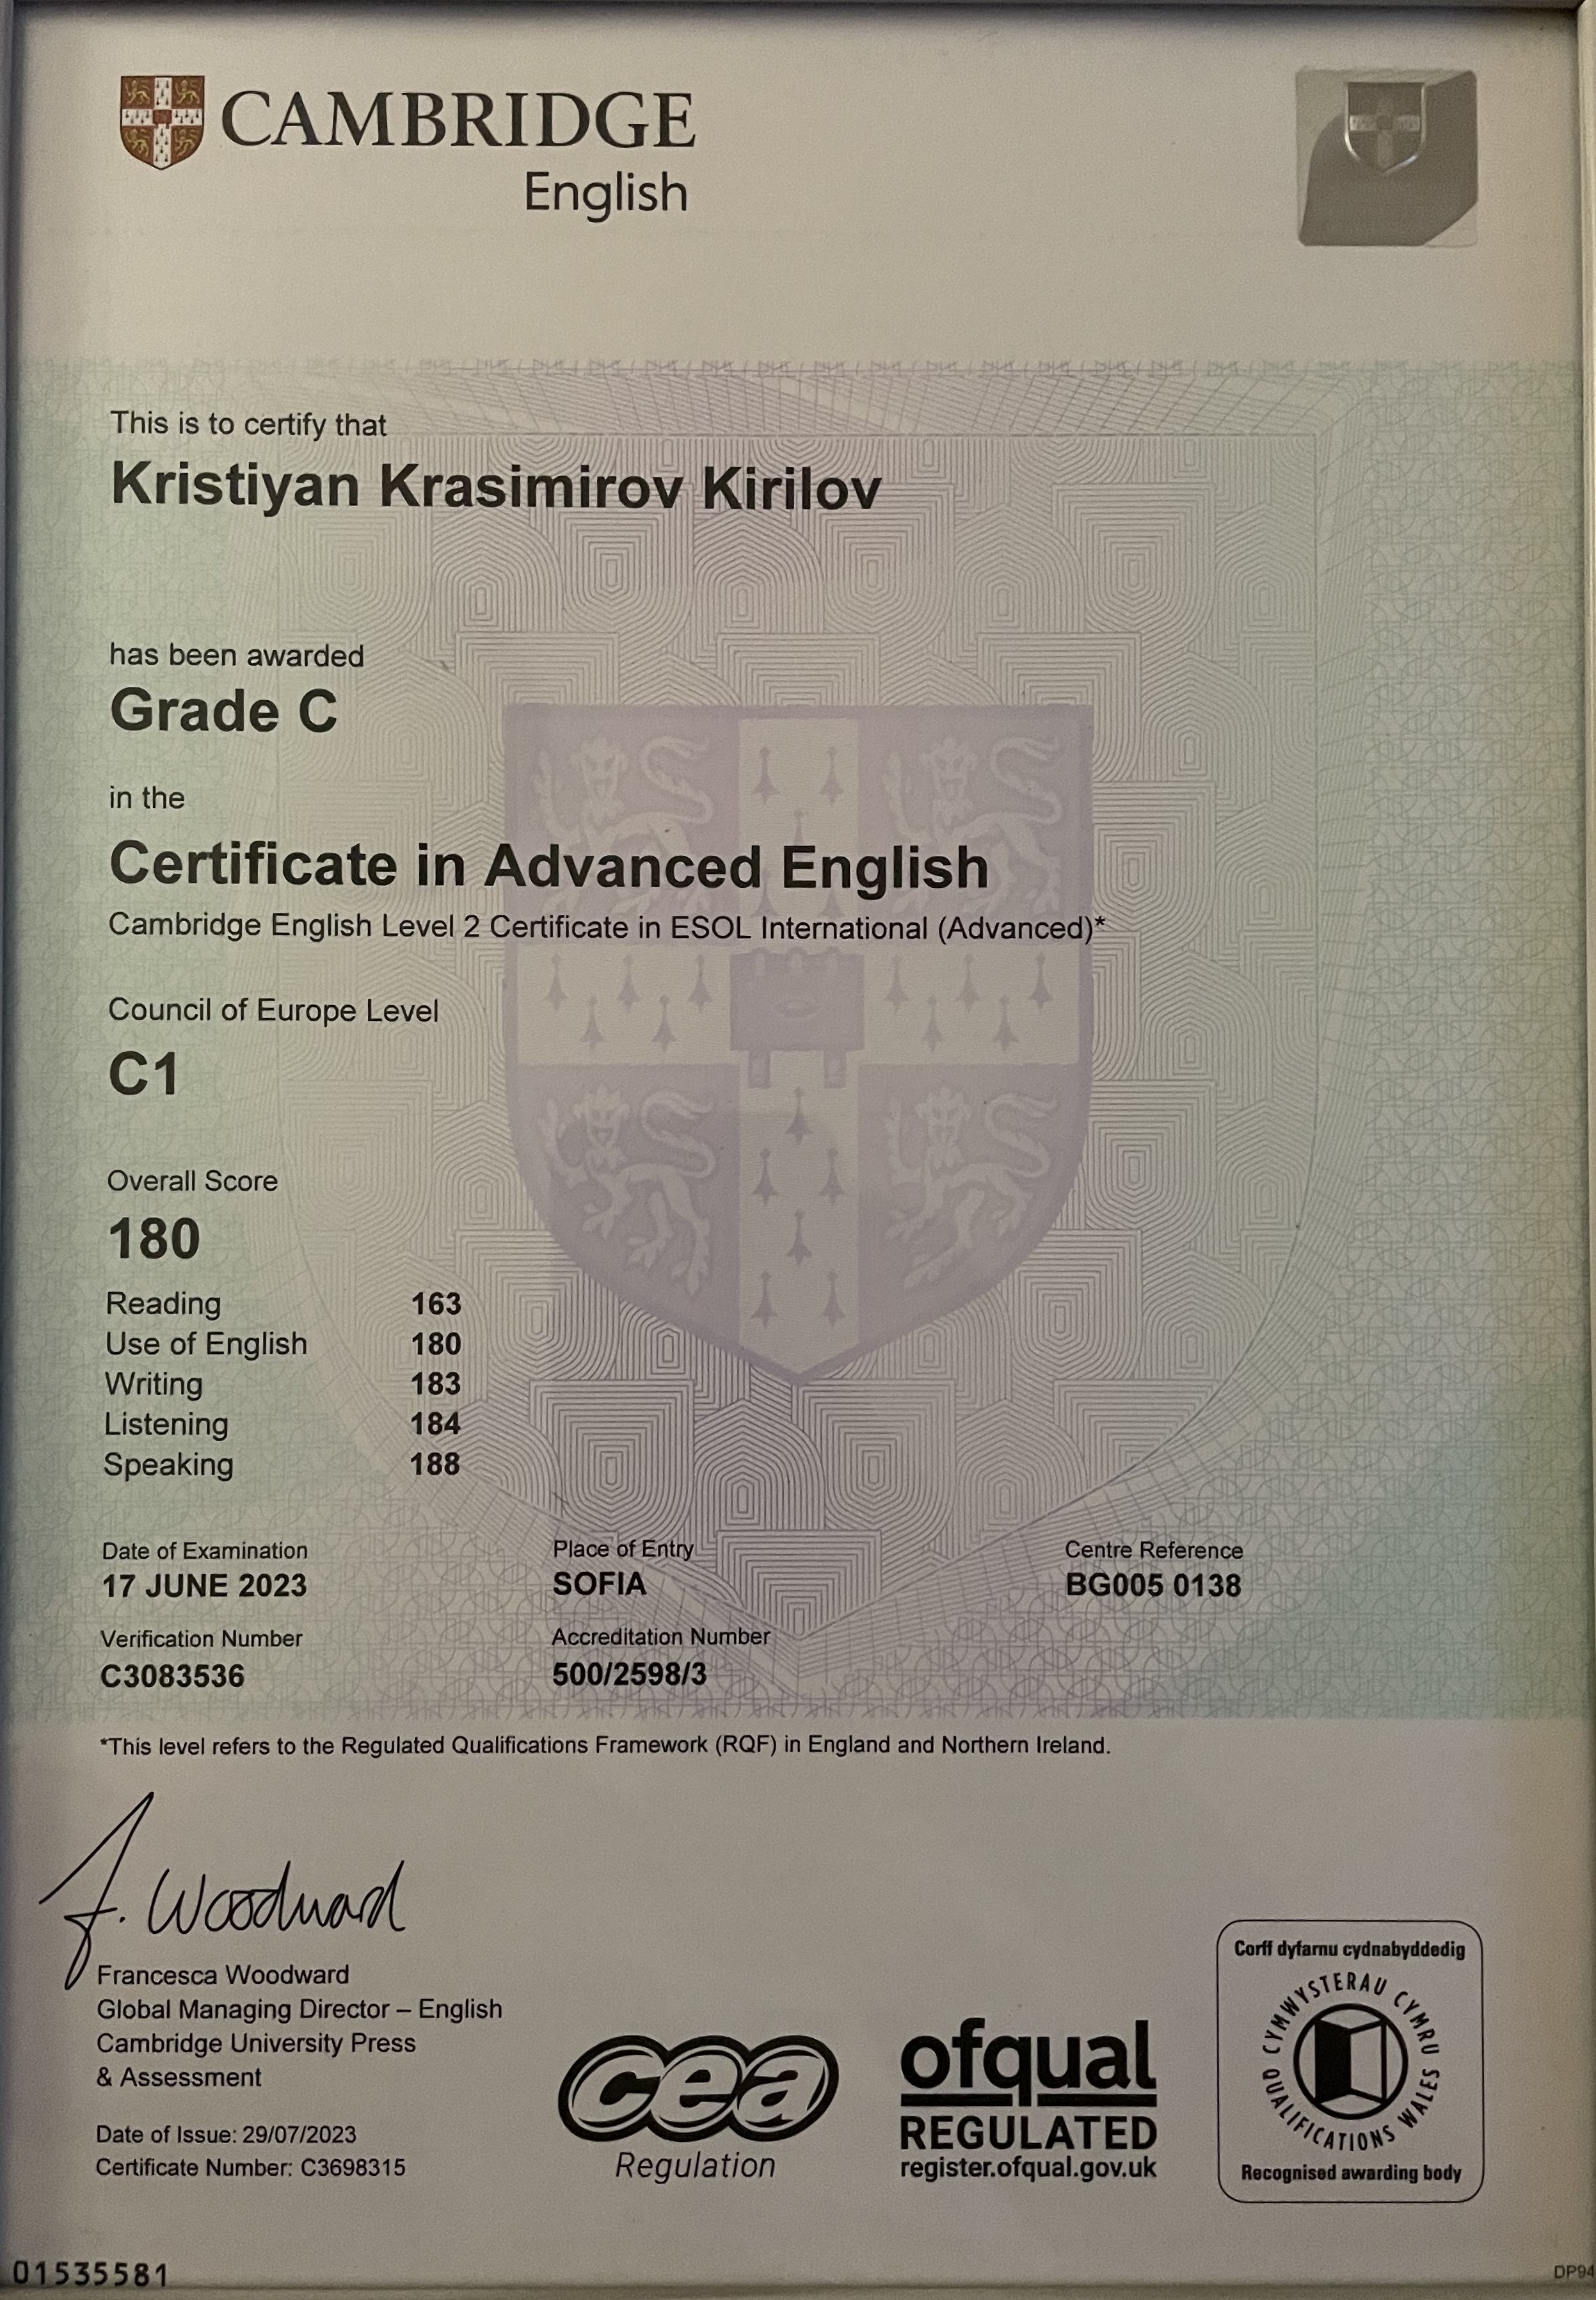 CAMBRIDGE
English
This is to certify that
Kristiyan Krasimirov Kirilov
has been awarded
Grade C
in the
Certificate in Advanced English
Cambridge English Level 2 Certificate in ESOL International (Advanced)*
Council of Europe Level
C1
Overall Score
180
Reading 163
Use of English 180
Writing 183
Listening 184
Speaking 188
Date of Examination Place of Entry Centre Reference
17 JUNE 2023 SOFIA BG005 0138
Verification Number Accreditation Number
C3083536 500/2598/3
*This level refers to the Regulated Qualifications Framework (RQF) in England and Northern Ireland.
F. Woodward
Francesca Woodward
Global Managing Director – English
Cambridge University Press
& Assessment
Date of Issue: 29/07/2023
Certificate Number: C3698315
cea
Regulation
ofqual
REGULATED
register.ofqual.gov.uk
Corff dyfarnu cydnabyddedig
CYMWYSTERAU CYMRU
QUALIFICATIONS WALES
Recognised awarding body
01535581
DP94